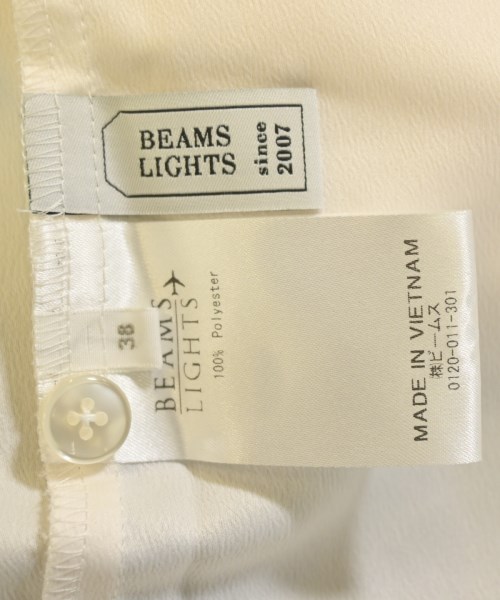 BEAMS
LIGHTS
since
2007
38
BEAMS
LIGHTS
100% Polyester
MADE IN VIETNAM
㈱ビームス
0120-011-301